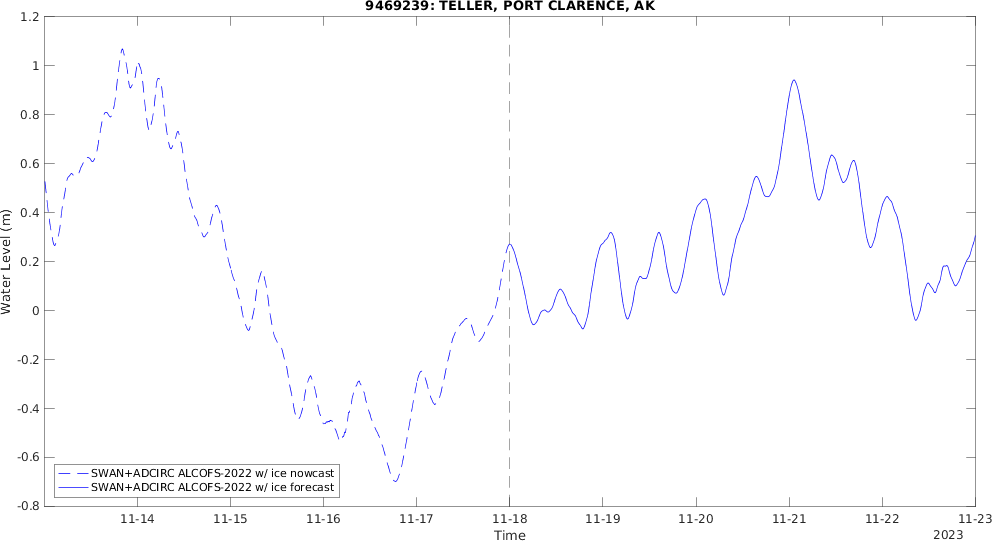 9469239: TELLER, PORT CLARENCE, AK
Water Level (m)
1.2
1
0.8
0.6
0.4
0.2
0
-0.2
-0.4
-0.6
-0.8
SWAN+ADCIRC ALCOFS-2022 w/ ice nowcast
SWAN+ADCIRC ALCOFS-2022 w/ ice forecast
11-14 11-15 11-16 11-17 11-18 11-19 11-20 11-21 11-22 11-23
Time
2023